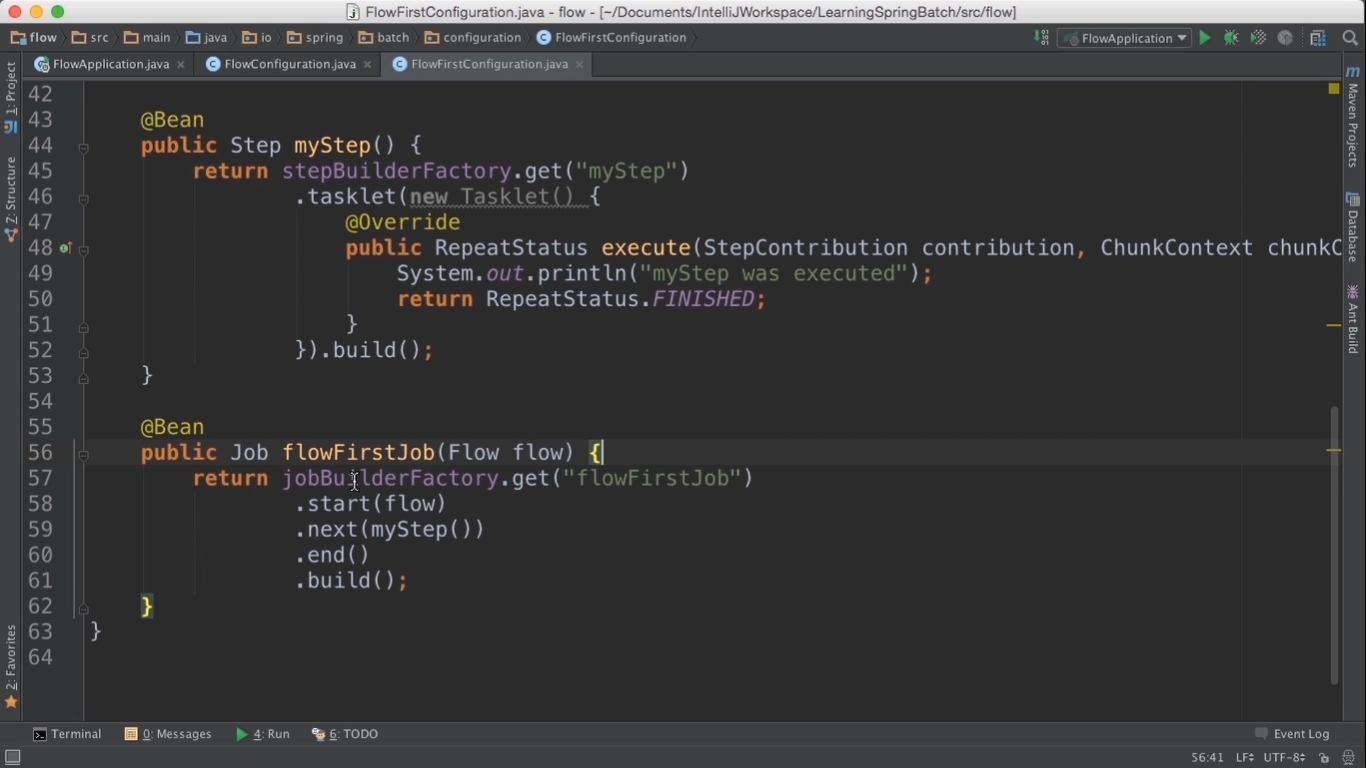 FlowFirstConfiguration.java - flow - [~/Documents/IntelliJWorkspace/LearningSpringBatch/src/flow]
flow src main java io spring batch configuration FlowFirstConfiguration FlowApplication
FlowApplication.java FlowConfiguration.java FlowFirstConfiguration.java
1: Project
Z: Structure
2: Favorites
Maven Projects
Database
Ant Build
42
43 @Bean
44 public Step myStep() {
45 return stepBuilderFactory.get("myStep")
46 .tasklet(new Tasklet() {
47 @Override
48 public RepeatStatus execute(StepContribution contribution, ChunkContext chunkC
49 System.out.println("myStep was executed");
50 return RepeatStatus.FINISHED;
51 }
52 }).build();
53 }
54
55 @Bean
56 public Job flowFirstJob(Flow flow) {
57 return jobBuilderFactory.get("flowFirstJob")
58 .start(flow)
59 .next(myStep())
60 .end()
61 .build();
62 }
63 }
64
Terminal 0: Messages 4: Run 6: TODO Event Log
56:41 LF UTF-8